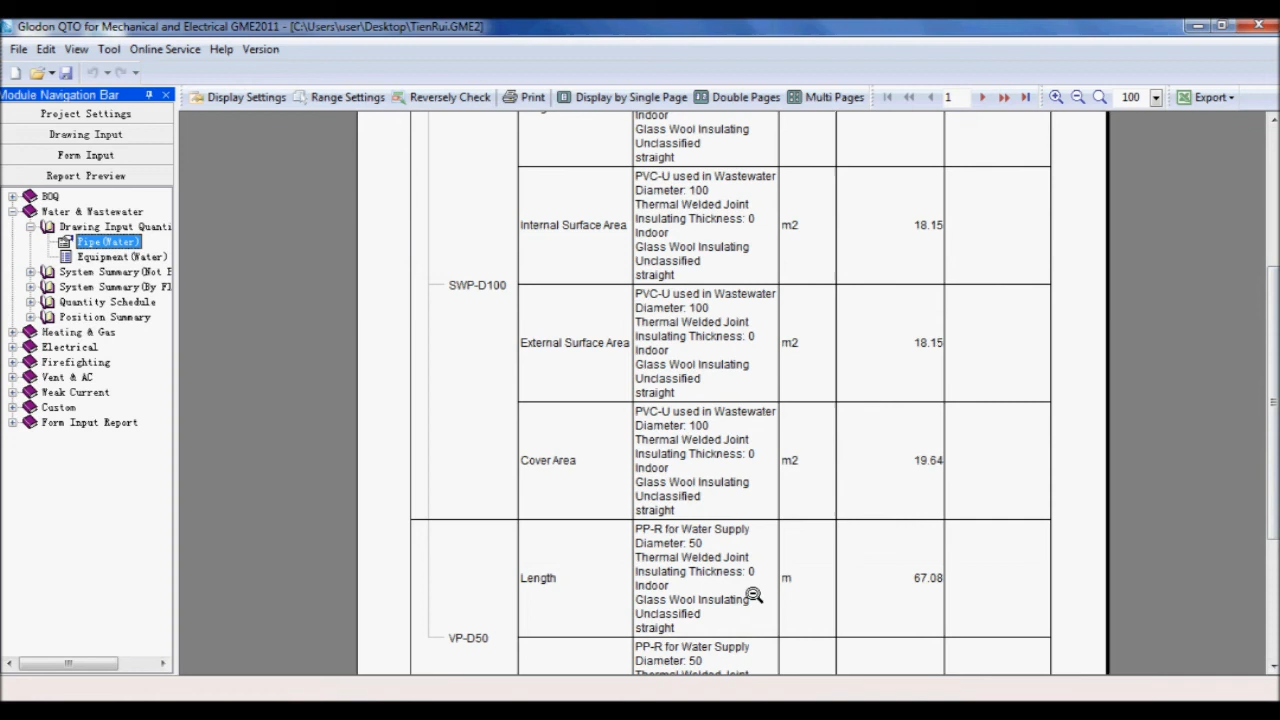 Glodon QTO for Mechanical and Electrical GME2011 - [C:\Users\user\Desktop\TienRui.GME2]
File Edit View Tool Online Service Help Version
Module Navigation Bar
Display Settings Range Settings Reversely Check Print Display by Single Page Double Pages Multi Pages 1 100 Export
Project Settings
Drawing Input
Form Input
Report Preview
BOQ
Water & Wastewater
Drawing Input Quanti
Pipe(Water)
Equipment(Water)
System Summary(Not E
System Summary(By Fl
Quantity Schedule
Position Summary
Heating & Gas
Electrical
Firefighting
Vent & AC
Weak Current
Custom
Form Input Report
Indoor
Glass Wool Insulating
Unclassified
straight
SWP-D100
Internal Surface Area
PVC-U used in Wastewater
Diameter: 100
Thermal Welded Joint
Insulating Thickness: 0
Indoor
Glass Wool Insulating
Unclassified
straight
m2
18.15
External Surface Area
PVC-U used in Wastewater
Diameter: 100
Thermal Welded Joint
Insulating Thickness: 0
Indoor
Glass Wool Insulating
Unclassified
straight
m2
18.15
Cover Area
PVC-U used in Wastewater
Diameter: 100
Thermal Welded Joint
Insulating Thickness: 0
Indoor
Glass Wool Insulating
Unclassified
straight
m2
19.64
VP-D50
Length
PP-R for Water Supply
Diameter: 50
Thermal Welded Joint
Insulating Thickness: 0
Indoor
Glass Wool Insulating
Unclassified
straight
m
67.08
PP-R for Water Supply
Diameter: 50
Thermal Welded Joint